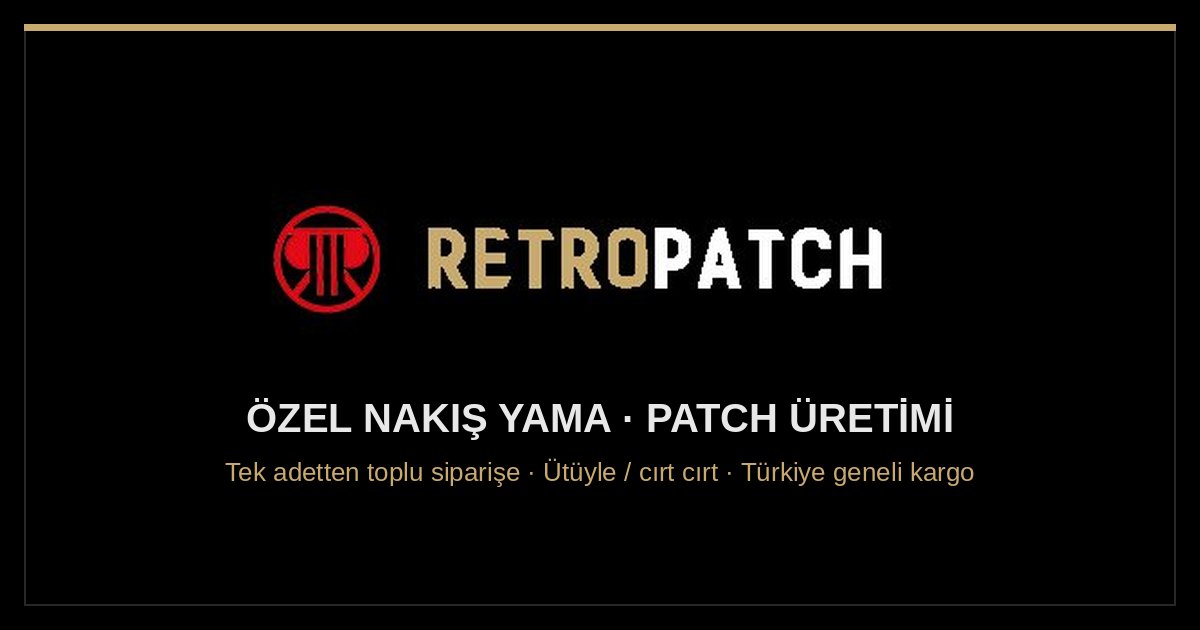 RETROPATCH
ÖZEL NAKIŞ YAMA · PATCH ÜRETİMİ
Tek adetten toplu siparişe · Ütüyle / cırt cırt · Türkiye geneli kargo